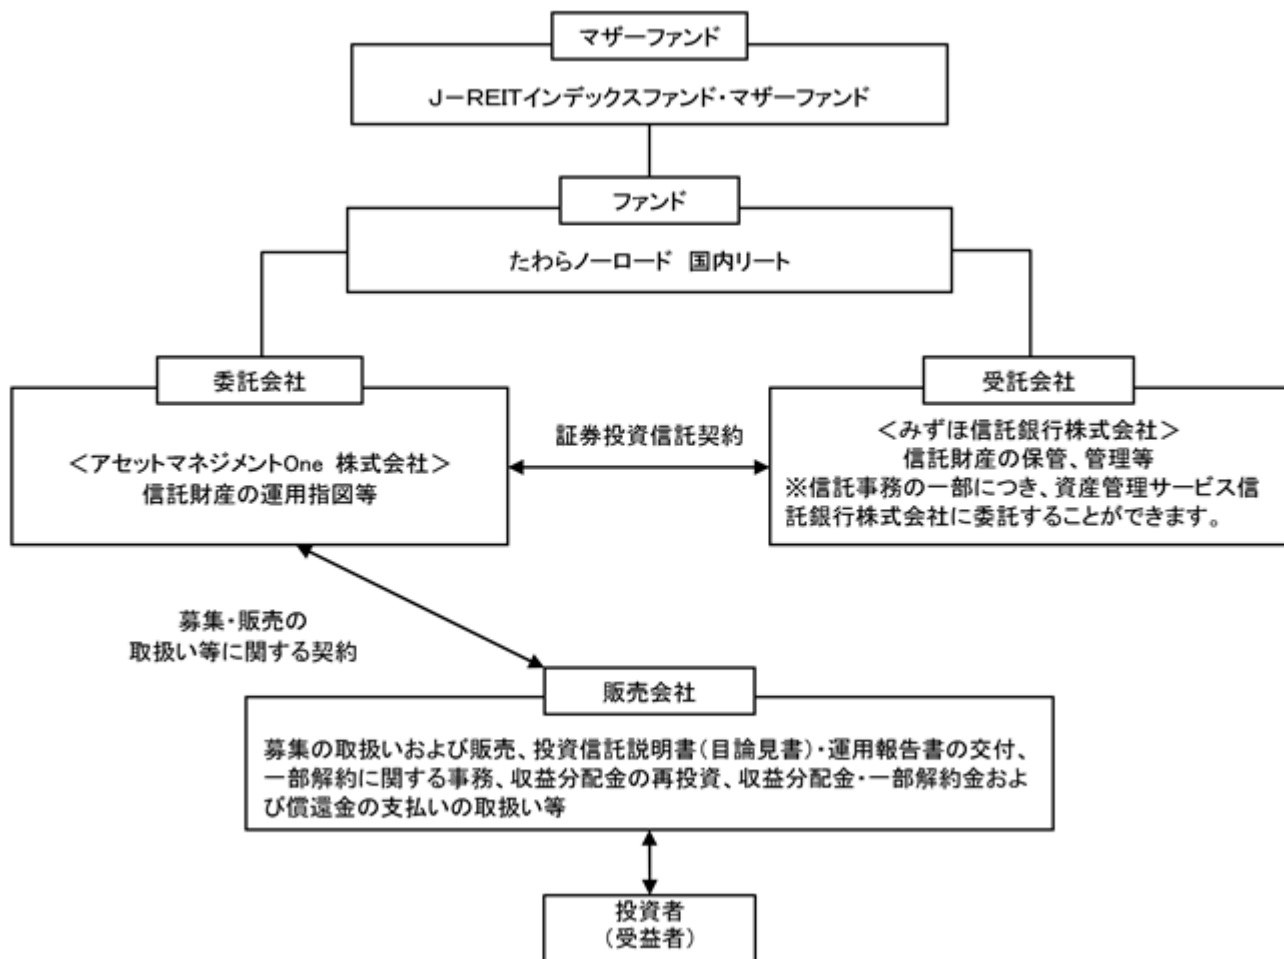 マザーファンド
J－REITインデックスファンド・マザーファンド
ファンド
たわらノーロード 国内リート
委託会社
＜アセットマネジメントOne 株式会社＞
信託財産の運用指図等
証券投資信託契約
受託会社
＜みずほ信託銀行株式会社＞
信託財産の保管、管理等
※信託事務の一部につき、資産管理サービス信
託銀行株式会社に委託することができます。
募集・販売の
取扱い等に関する契約
販売会社
募集の取扱いおよび販売、投資信託説明書（目論見書）・運用報告書の交付、
一部解約に関する事務、収益分配金の再投資、収益分配金・一部解約金およ
び償還金の支払いの取扱い等
投資者
（受益者）